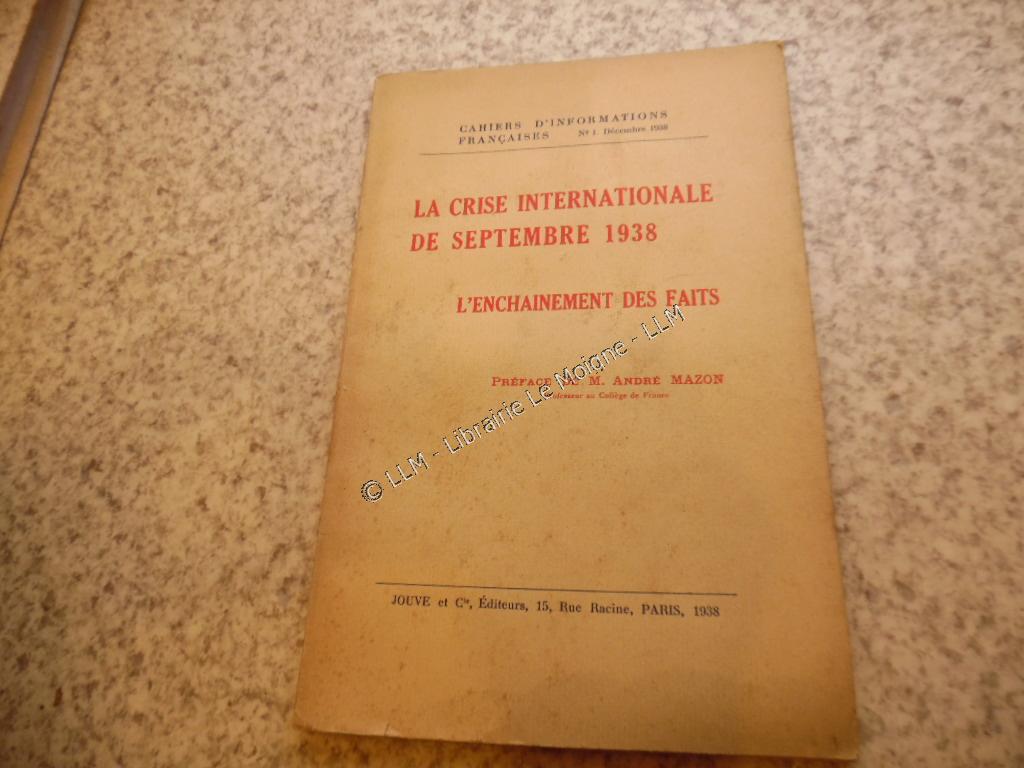 CAHIERS D'INFORMATIONS
FRANÇAISES Nº 1. Décembre 1938
LA CRISE INTERNATIONALE
DE SEPTEMBRE 1938
L'ENCHAINEMENT DES FAITS
PRÉFACE DE M. ANDRÉ MAZON
Professeur au Collège de France
© LLM - Librairie Le Moigne - LLM
JOUVE et Cie, Éditeurs, 15, Rue Racine, PARIS, 1938